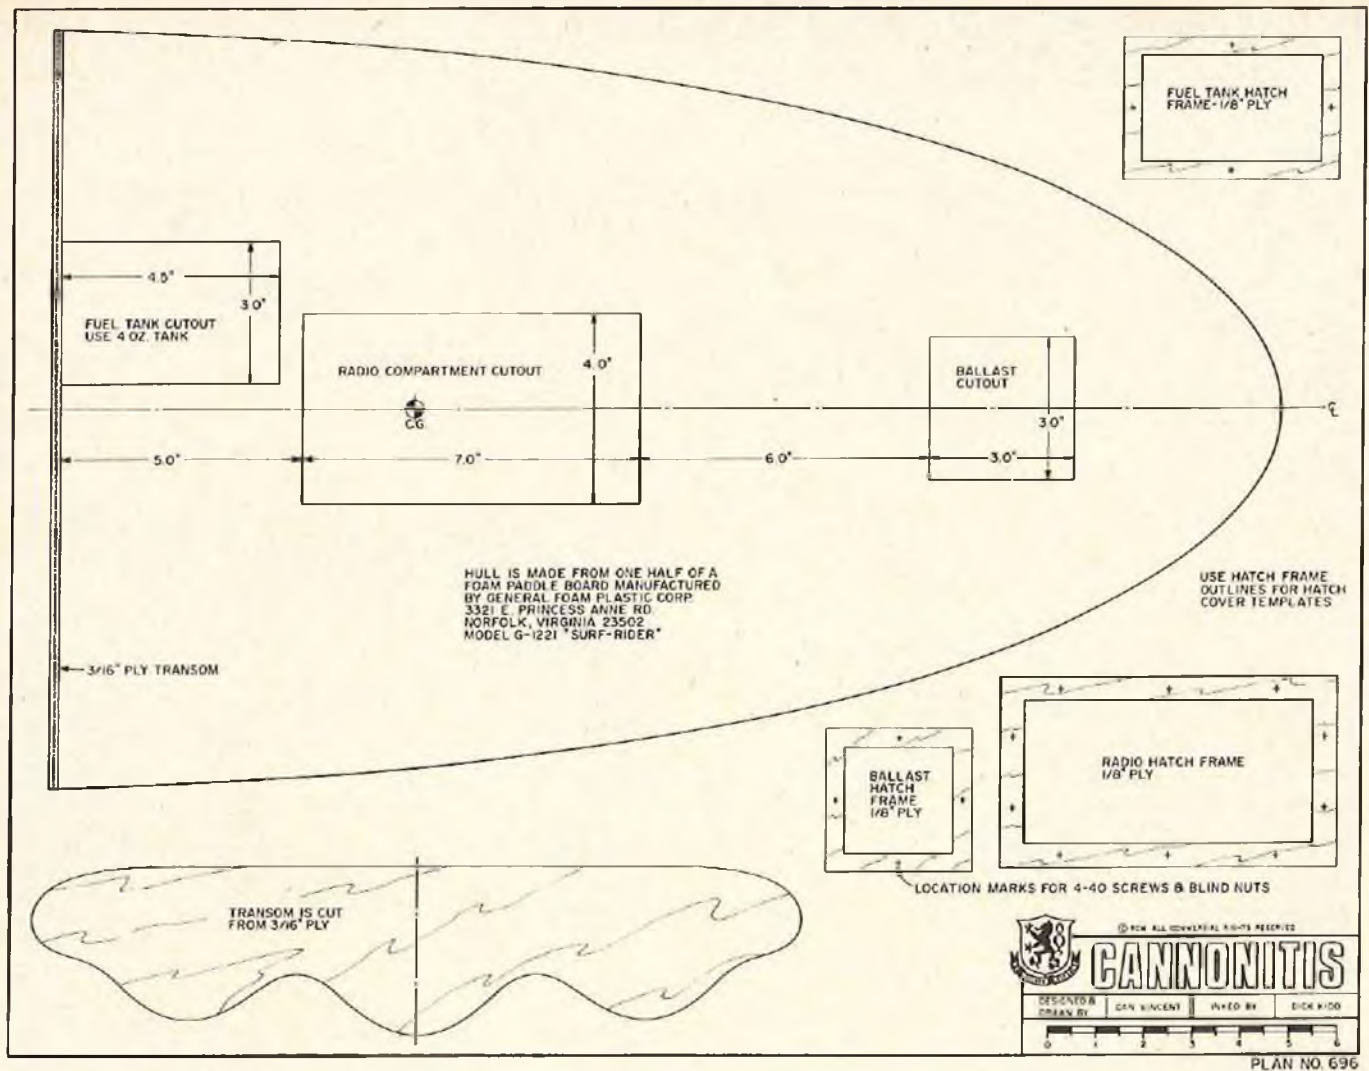 FUEL TANK HATCH
FRAME-1/8" PLY
4.5"
3.0"
FUEL TANK CUTOUT
USE 4 OZ. TANK
RADIO COMPARTMENT CUTOUT
4.0"
CG
BALLAST
CUTOUT
3.0"
℄
5.0"
7.0"
6.0"
3.0"
HULL IS MADE FROM ONE HALF OF A
FOAM PADDLE BOARD MANUFACTURED
BY GENERAL FOAM PLASTIC CORP.
3321 E. PRINCESS ANNE RD.
NORFOLK, VIRGINIA 23502
MODEL G-1221 "SURF-RIDER"
USE HATCH FRAME
OUTLINES FOR HATCH
COVER TEMPLATES
3/16" PLY TRANSOM
RADIO HATCH FRAME
1/8" PLY
BALLAST
HATCH
FRAME
1/8" PLY
LOCATION MARKS FOR 4-40 SCREWS & BLIND NUTS
TRANSOM IS CUT
FROM 3/16" PLY
© RCM ALL COMMERCIAL RIGHTS RESERVED
CANNONITIS
DESIGNED &
DRAWN BY
VINCENT
INKED BY
DICK KIDD
0 1 2 3 4 5 6
PLAN NO. 696